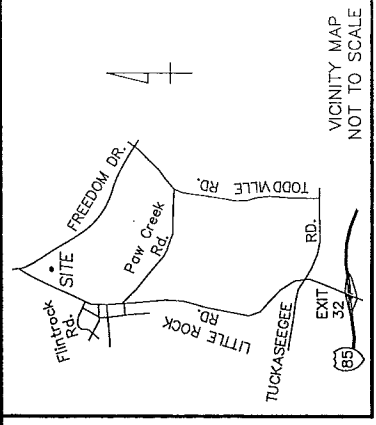 FREEDOM DR.
SITE
Flintrock
Rd.
Paw Creek
Rd.
TODDVILLE RD.
LITTLE ROCK
RD.
TUCKASEEGEE
RD.
EXIT
32
85
VICINITY MAP
NOT TO SCALE